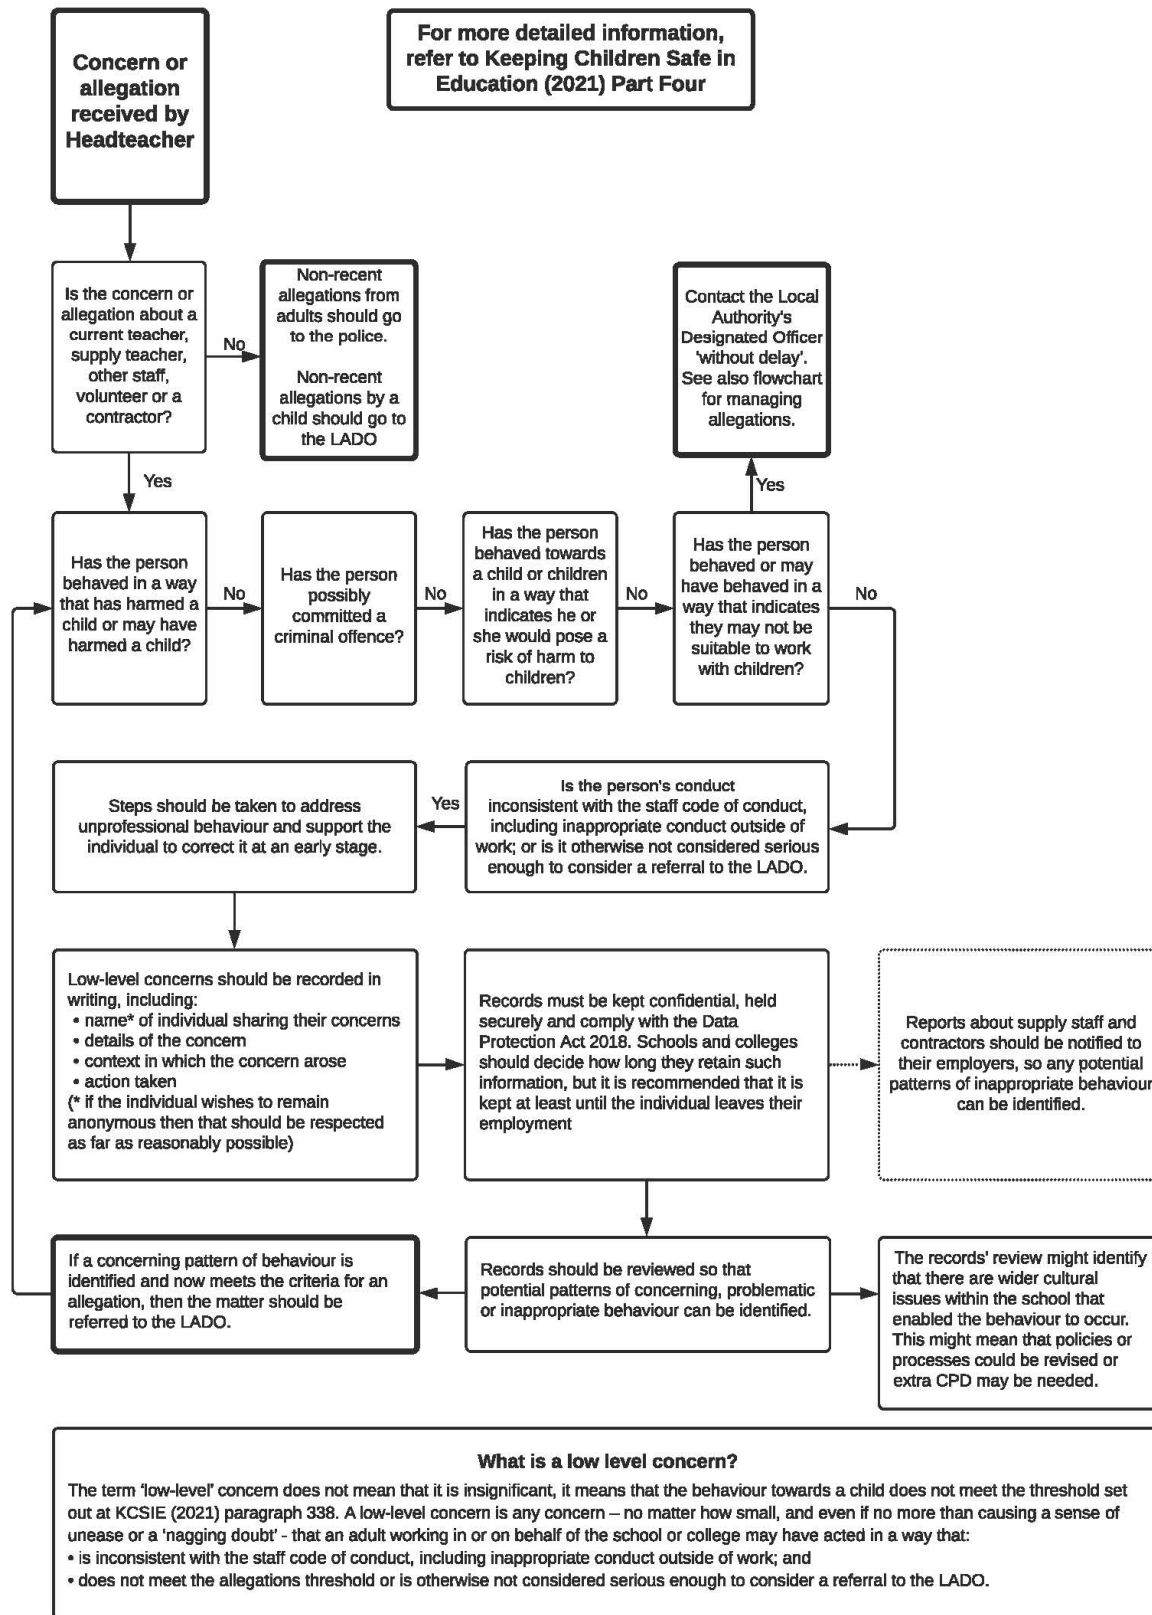 Concern or
allegation
received by
Headteacher
For more detailed information,
refer to Keeping Children Safe in
Education (2021) Part Four
Is the concern or
allegation about a
current teacher,
supply teacher,
other staff,
volunteer or a
contractor?
No
Non-recent
allegations from
adults should go
to the police.
Non-recent
allegations by a
child should go to
the LADO
Contact the Local
Authority's
Designated Officer
'without delay'.
See also flowchart
for managing
allegations.
Yes
Yes
Has the person
behaved in a way
that has harmed a
child or may have
harmed a child?
No
Has the person
possibly
committed a
criminal offence?
No
Has the person
behaved towards
a child or children
in a way that
indicates he or
she would pose a
risk of harm to
children?
No
Has the person
behaved or may
have behaved in a
way that indicates
they may not be
suitable to work
with children?
No
Is the person's conduct
inconsistent with the staff code of conduct,
including inappropriate conduct outside of
work; or is it otherwise not considered serious
enough to consider a referral to the LADO.
Yes
Steps should be taken to address
unprofessional behaviour and support the
individual to correct it at an early stage.
Low-level concerns should be recorded in
writing, including:
• name* of individual sharing their concerns
• details of the concern
• context in which the concern arose
• action taken
(* if the individual wishes to remain
anonymous then that should be respected
as far as reasonably possible)
Records must be kept confidential, held
securely and comply with the Data
Protection Act 2018. Schools and colleges
should decide how long they retain such
information, but it is recommended that it is
kept at least until the individual leaves their
employment
Reports about supply staff and
contractors should be notified to
their employers, so any potential
patterns of inappropriate behaviour
can be identified.
If a concerning pattern of behaviour is
identified and now meets the criteria for an
allegation, then the matter should be
referred to the LADO.
Records should be reviewed so that
potential patterns of concerning, problematic
or inappropriate behaviour can be identified.
The records' review might identify
that there are wider cultural
issues within the school that
enabled the behaviour to occur.
This might mean that policies or
processes could be revised or
extra CPD may be needed.
What is a low level concern?
The term 'low-level' concern does not mean that it is insignificant, it means that the behaviour towards a child does not meet the threshold set
out at KCSIE (2021) paragraph 338. A low-level concern is any concern – no matter how small, and even if no more than causing a sense of
unease or a 'nagging doubt' - that an adult working in or on behalf of the school or college may have acted in a way that:
• is inconsistent with the staff code of conduct, including inappropriate conduct outside of work; and
• does not meet the allegations threshold or is otherwise not considered serious enough to consider a referral to the LADO.